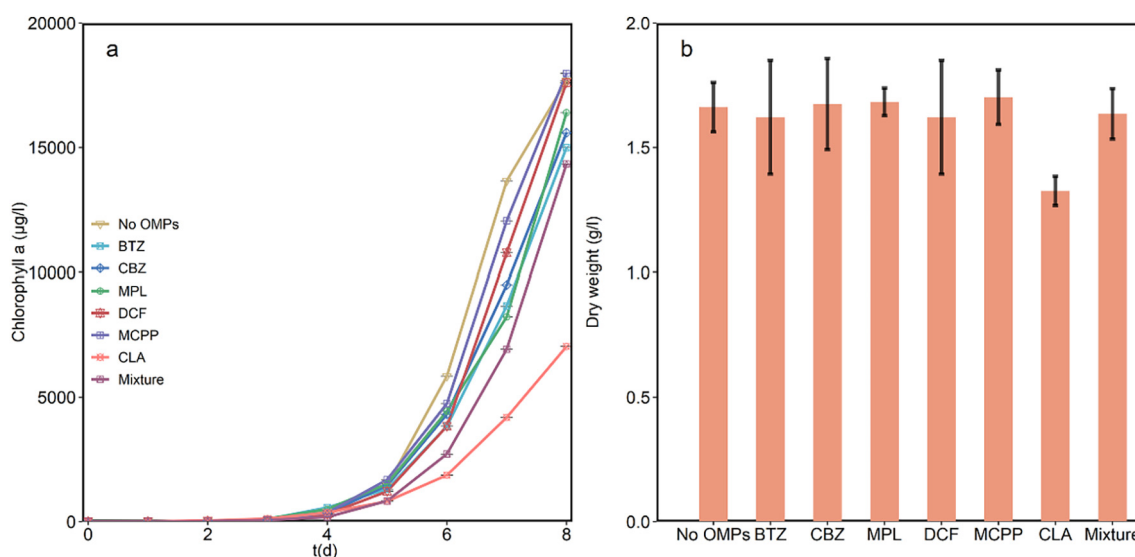 a
Chlorophyll a (µg/l)
20000
15000
10000
5000
0
No OMPs
BTZ
CBZ
MPL
DCF
MCPP
CLA
Mixture
0 2 4 6 8
t(d)
b
Dry weight (g/l)
2.0
1.5
1.0
0.5
0.0
No OMPs BTZ CBZ MPL DCF MCPP CLA Mixture